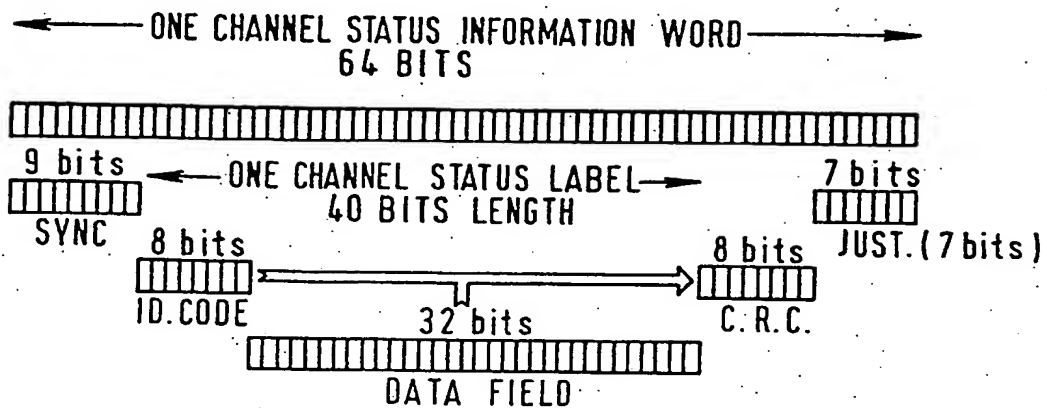 ONE CHANNEL STATUS INFORMATION WORD
64 BITS
9 bits
ONE CHANNEL STATUS LABEL
7 bits
40 BITS LENGTH
SYNC
JUST. (7 bits)
8 bits
8 bits
ID.CODE
32 bits
C.R.C.
DATA FIELD